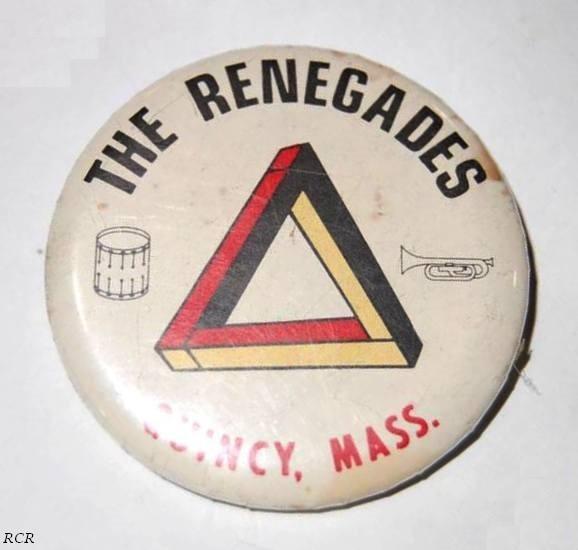 THE RENEGADES
QUINCY, MASS.
RCR